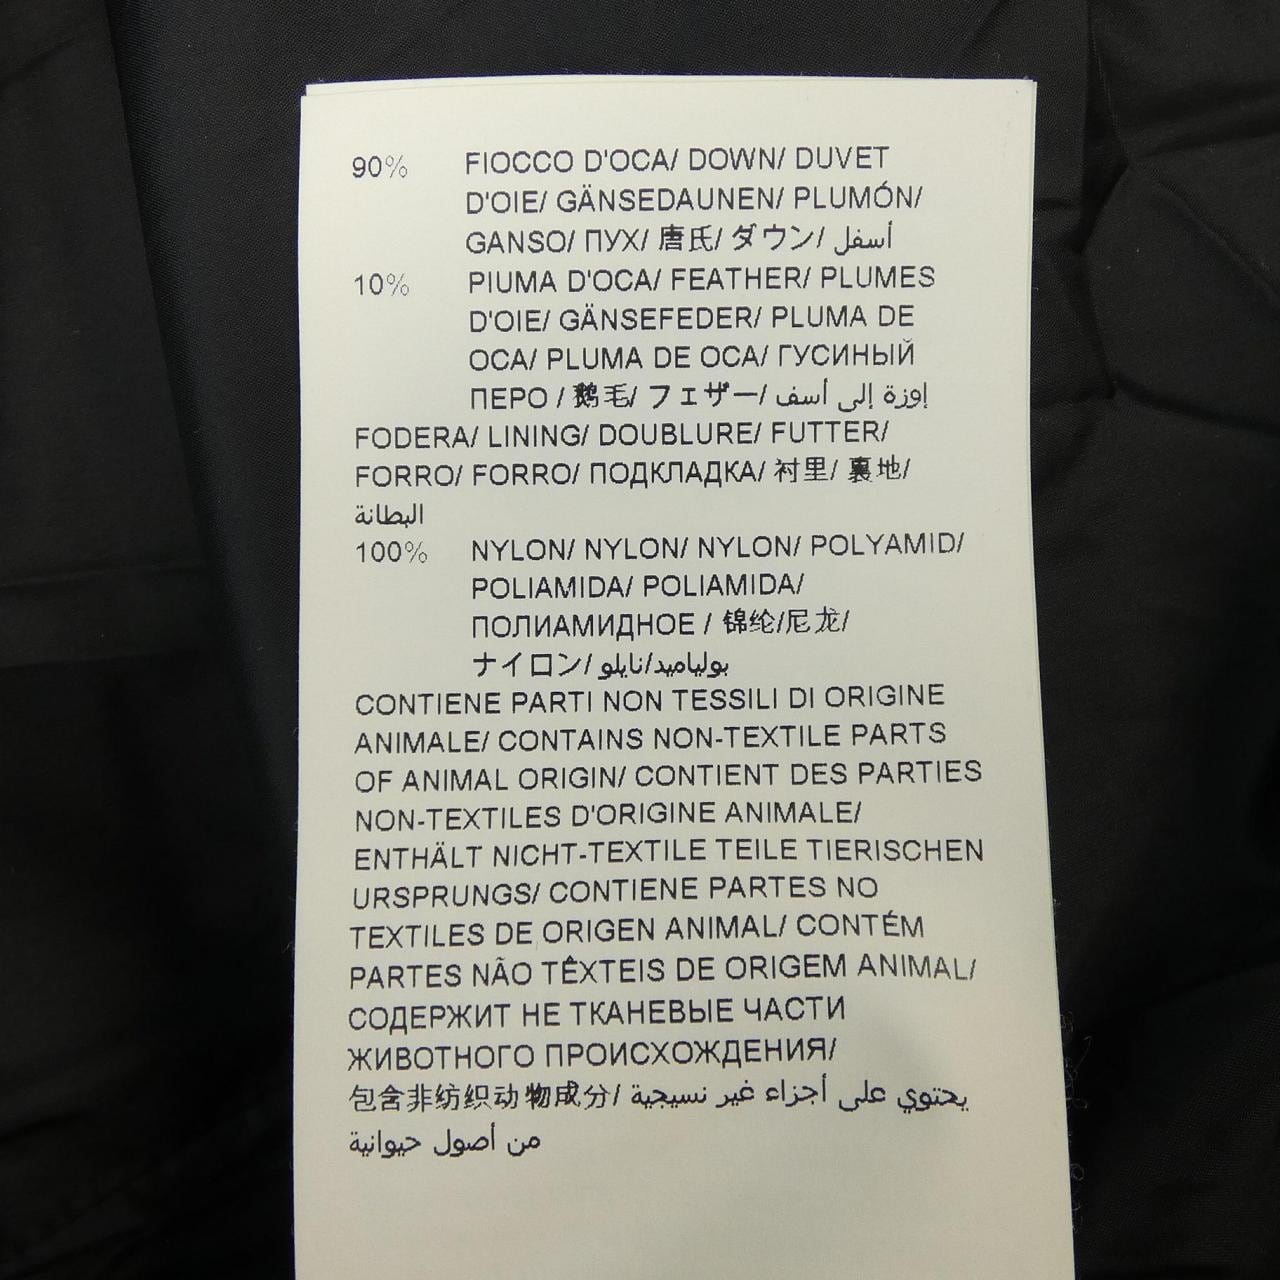 90% FIOCCO D'OCA/ DOWN/ DUVET
D'OIE/ GÄNSEDAUNEN/ PLUMÓN/
GANSO/ ПУХ/ 唐氏/ ダウン/ أسفل
10% PIUMA D'OCA/ FEATHER/ PLUMES
D'OIE/ GÄNSEFEDER/ PLUMA DE
OCA/ PLUMA DE OCA/ ГУСИНЫЙ
ПЕРО / 鹅毛/ フェザー/ إوزة إلى أسف
FODERA/ LINING/ DOUBLURE/ FUTTER/
FORRO/ FORRO/ ПОДКЛАДКА/ 衬里/ 裏地/
البطانة
100% NYLON/ NYLON/ NYLON/ POLYAMID/
POLIAMIDA/ POLIAMIDA/
ПОЛИАМИДНОЕ / 锦纶/尼龙/
ナイロン/ بولياميد/نايلو
CONTIENE PARTI NON TESSILI DI ORIGINE
ANIMALE/ CONTAINS NON-TEXTILE PARTS
OF ANIMAL ORIGIN/ CONTIENT DES PARTIES
NON-TEXTILES D'ORIGINE ANIMALE/
ENTHÄLT NICHT-TEXTILE TEILE TIERISCHEN
URSPRUNGS/ CONTIENE PARTES NO
TEXTILES DE ORIGEN ANIMAL/ CONTÉM
PARTES NÃO TÊXTEIS DE ORIGEM ANIMAL/
СОДЕРЖИТ НЕ ТКАНЕВЫЕ ЧАСТИ
ЖИВОТНОГО ПРОИСХОЖДЕНИЯ/
包含非纺织动物成分/ يحتوي على أجزاء غير نسيجية
من أصول حيوانية